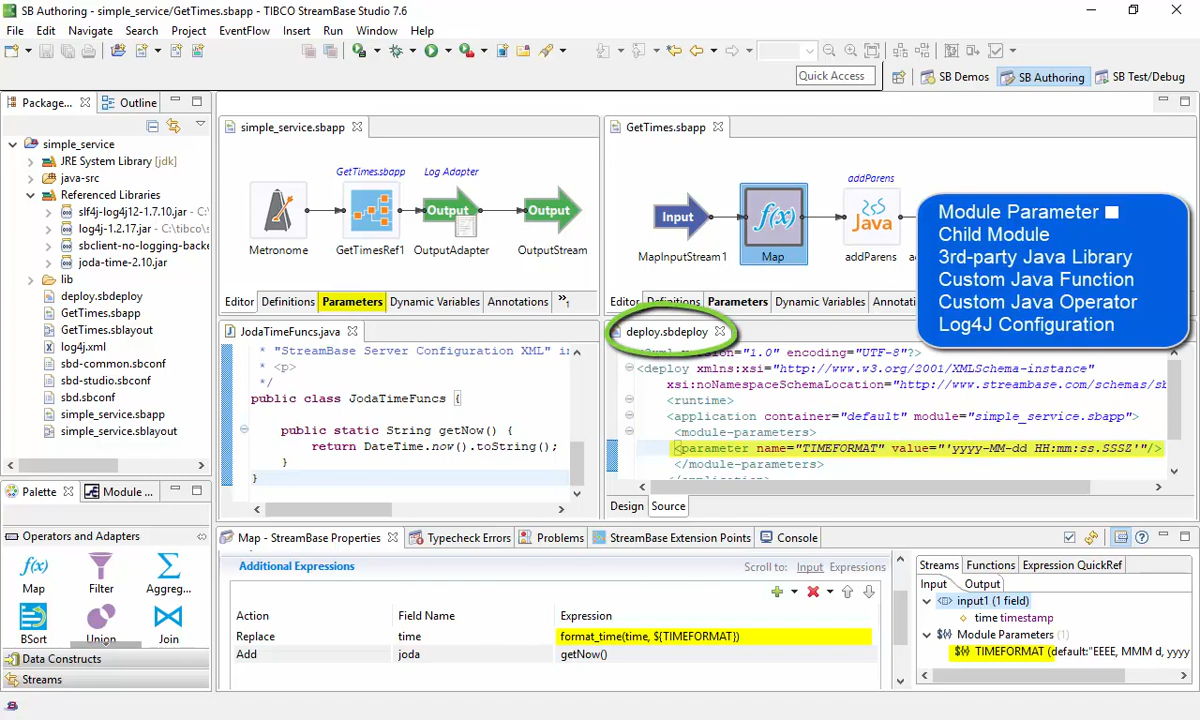 SB Authoring - simple_service/GetTimes.sbapp - TIBCO StreamBase Studio 7.6
File Edit Navigate Search Project EventFlow Insert Run Window Help
Quick Access
SB Demos SB Authoring SB Test/Debug
Package... Outline
simple_service
JRE System Library [jdk]
java-src
Referenced Libraries
slf4j-log4j12-1.7.10.jar - C:\
log4j-1.2.17.jar - c:\tibco\s
sbclient-no-logging-backe
joda-time-2.10.jar
lib
deploy.sbdeploy
GetTimes.sbapp
GetTimes.sblayout
log4j.xml
sbd-common.sbconf
sbd-studio.sbconf
sbd.sbconf
simple_service.sbapp
simple_service.sblayout
Palette Module ...
Operators and Adapters
Map Filter Aggreg...
BSort Union Join
Data Constructs
Streams
simple_service.sbapp
GetTimes.sbapp Log Adapter
Output Output
Metronome GetTimesRef1 OutputAdapter OutputStream
Editor Definitions Parameters Dynamic Variables Annotations »1
GetTimes.sbapp
addParens
Input f(x) Java
MapInputStream1 Map addParens
Editor Definitions Parameters Dynamic Variables Annotati
Module Parameter
Child Module
3rd-party Java Library
Custom Java Function
Custom Java Operator
Log4J Configuration
JodaTimeFuncs.java
* "StreamBase Server Configuration XML" in
* <p>
*/
public class JodaTimeFuncs {
public static String getNow() {
return DateTime.now().toString();
}
}
deploy.sbdeploy
<?xml version="1.0" encoding="UTF-8"?>
<deploy xmlns:xsi="http://www.w3.org/2001/XMLSchema-instance"
xsi:noNamespaceSchemaLocation="http://www.streambase.com/schemas/sb
<runtime>
<application container="default" module="simple_service.sbapp">
<module-parameters>
<parameter name="TIMEFORMAT" value="'yyyy-MM-dd HH:mm:ss.SSSZ'"/>
</module-parameters>
Design Source
Map - StreamBase Properties Typecheck Errors Problems StreamBase Extension Points Console
Additional Expressions Scroll to: Input Expressions
Action Field Name Expression
Replace time format_time(time, ${TIMEFORMAT})
Add joda getNow()
Streams Functions Expression QuickRef
Input Output
input1 (1 field)
time timestamp
Module Parameters (1)
TIMEFORMAT (default:"EEEE, MMM d, yyyy